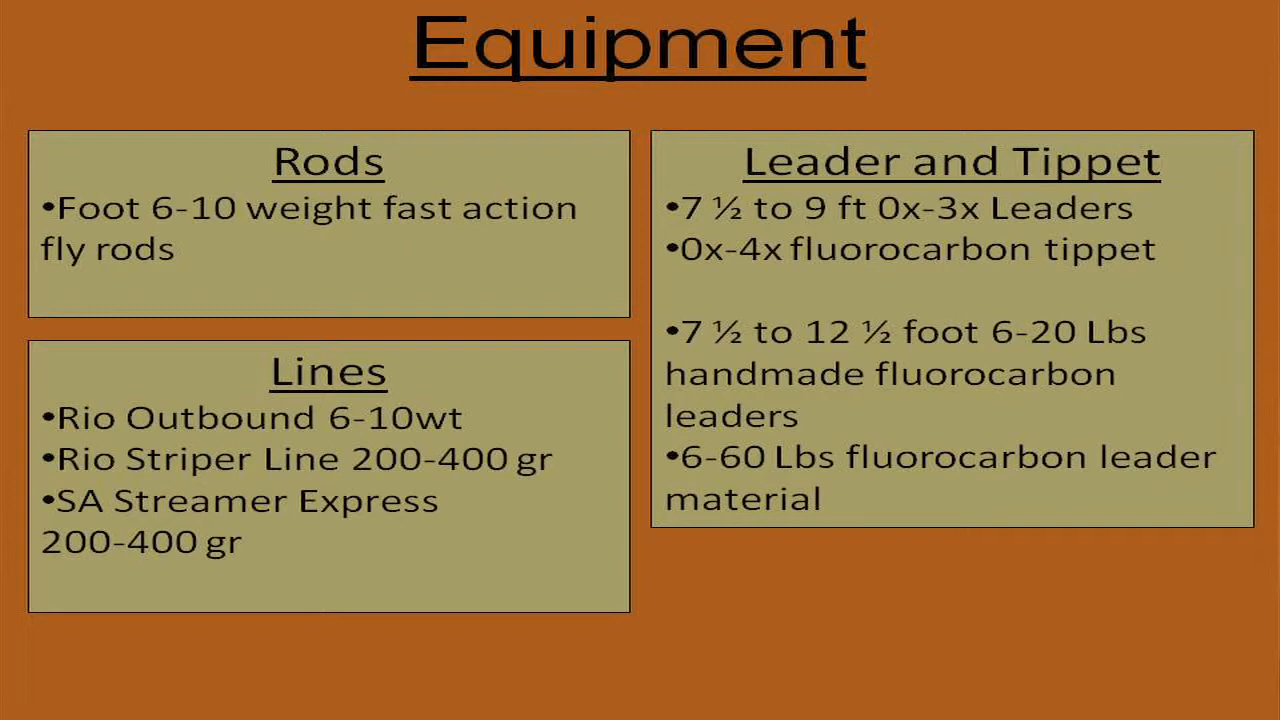 Equipment
Rods
•Foot 6-10 weight fast action
fly rods
Lines
•Rio Outbound 6-10wt
•Rio Striper Line 200-400 gr
•SA Streamer Express
200-400 gr
Leader and Tippet
•7 ½ to 9 ft 0x-3x Leaders
•0x-4x fluorocarbon tippet
•7 ½ to 12 ½ foot 6-20 Lbs
handmade fluorocarbon
leaders
•6-60 Lbs fluorocarbon leader
material